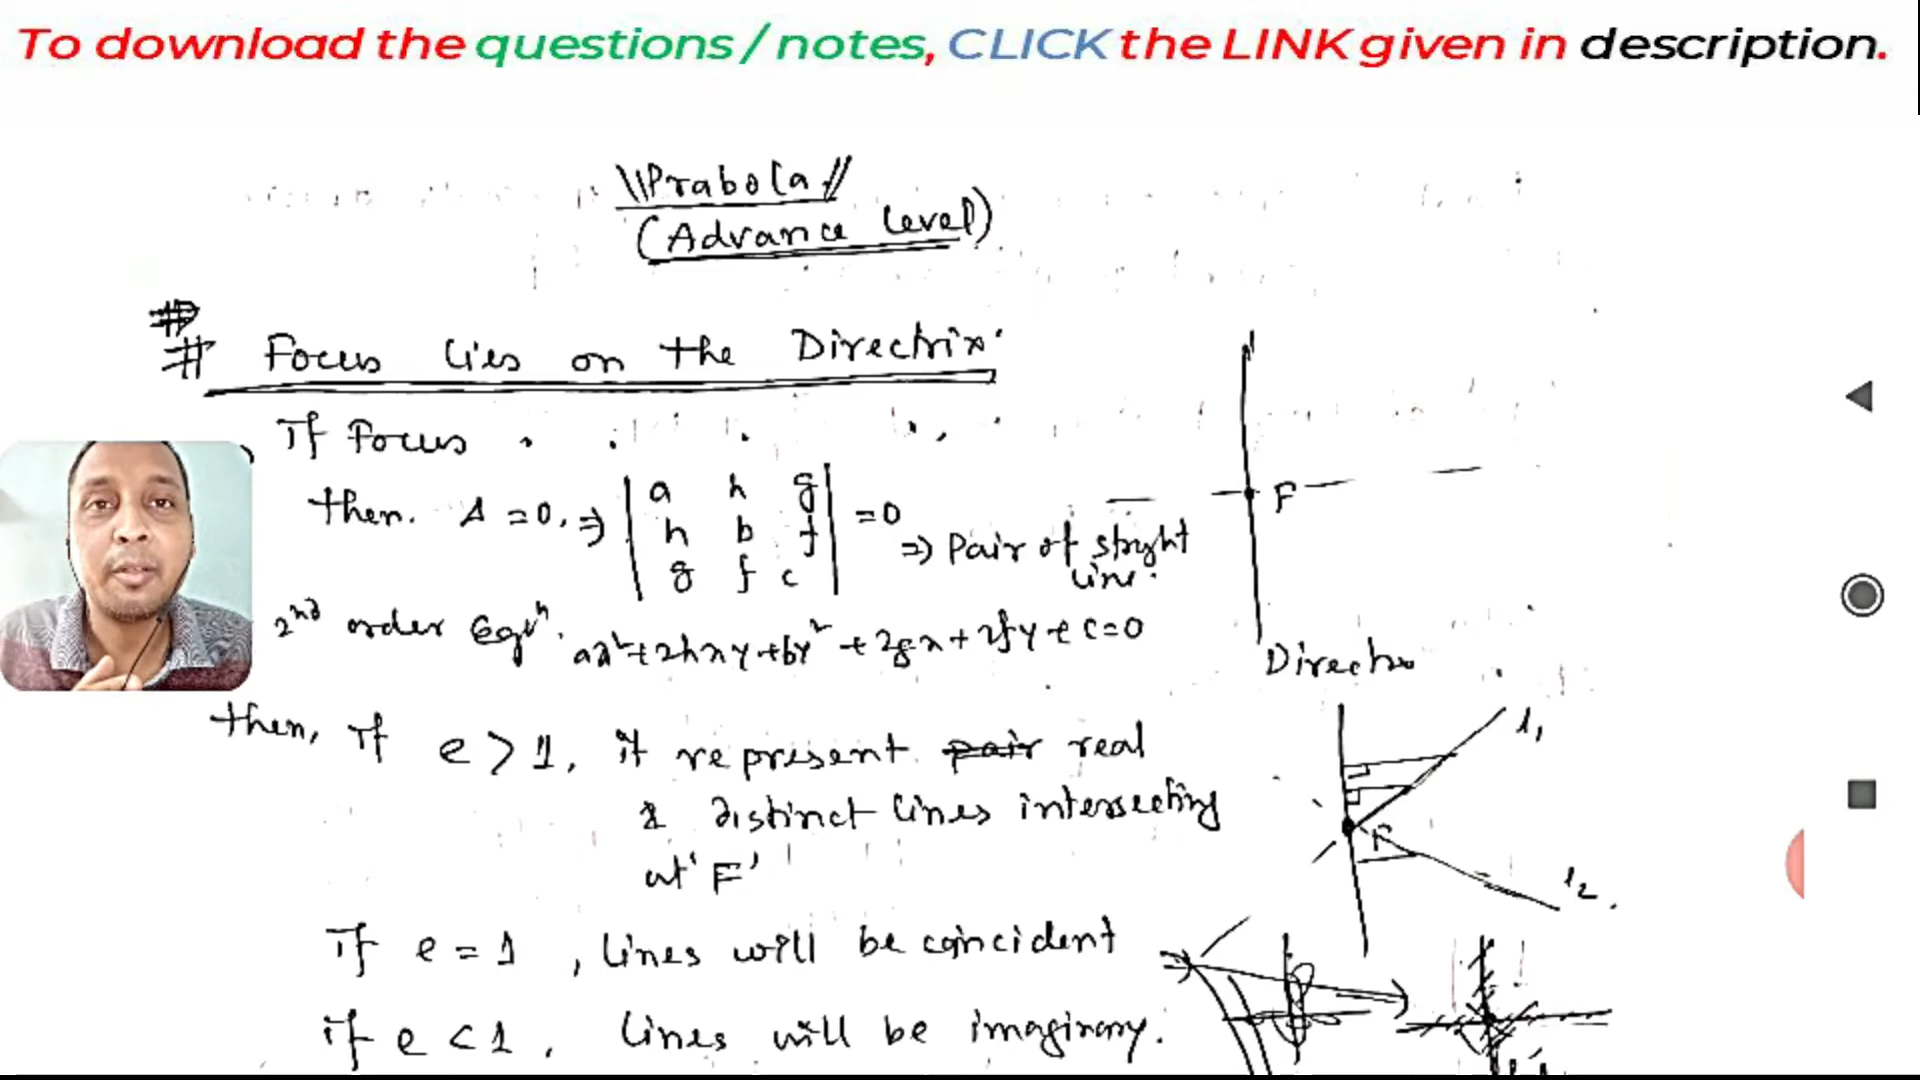 To download the questions / notes, CLICK the LINK given in description.
\\Prabola//
(Advance Level)
# Focus lies on the Directrix.
If Focus
then. Δ = 0, ⇒ | a h g | = 0
| h b f |
| g f c |
⇒ Pair of straght
line.
F
2nd order Eqn. ax²+2hxy+by²+2gx+2fy+c=0
Directr
then, if e > 1, it represent pair real
& distinct lines intersecting
at 'F'
l₁
F
l₂
if e = 1, lines will be coincident
if e < 1, lines will be imaginary.